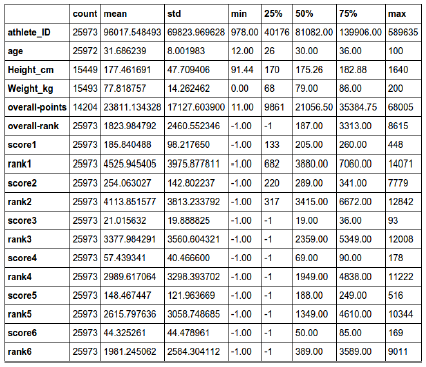 count mean std min 25% 50% 75% max
athlete_ID 25973 96017.548493 69823.969628 978.00 40176 81082.00 139906.00 589635
age 25972 31.686239 8.001983 12.00 26 30.00 36.00 100
Height_cm 15449 177.461691 47.709406 91.44 170 175.26 182.88 1640
Weight_kg 15493 77.818757 14.262462 0.00 68 79.00 86.00 200
overall-points 14204 23811.134328 17127.603900 11.00 9861 21056.50 35384.75 68005
overall-rank 25973 1823.984792 2460.552346 -1.00 -1 187.00 3313.00 8615
score1 25973 185.840488 98.217650 -1.00 133 205.00 260.00 448
rank1 25973 4525.945405 3975.877811 -1.00 682 3880.00 7060.00 14071
score2 25973 254.063027 142.802237 -1.00 220 289.00 341.00 7779
rank2 25973 4113.851577 3813.233792 -1.00 317 3415.00 6672.00 12842
score3 25973 21.015632 19.888825 -1.00 -1 19.00 36.00 93
rank3 25973 3377.984291 3560.604321 -1.00 -1 2359.00 5349.00 12008
score4 25973 57.439341 40.466600 -1.00 -1 69.00 90.00 178
rank4 25973 2989.617064 3298.393702 -1.00 -1 1949.00 4838.00 11222
score5 25973 148.467447 121.963669 -1.00 -1 188.00 249.00 516
rank5 25973 2615.797636 3058.748685 -1.00 -1 1349.00 4610.00 10344
score6 25973 44.325261 44.478961 -1.00 -1 50.00 85.00 169
rank6 25973 1981.245062 2584.304112 -1.00 -1 389.00 3589.00 9011